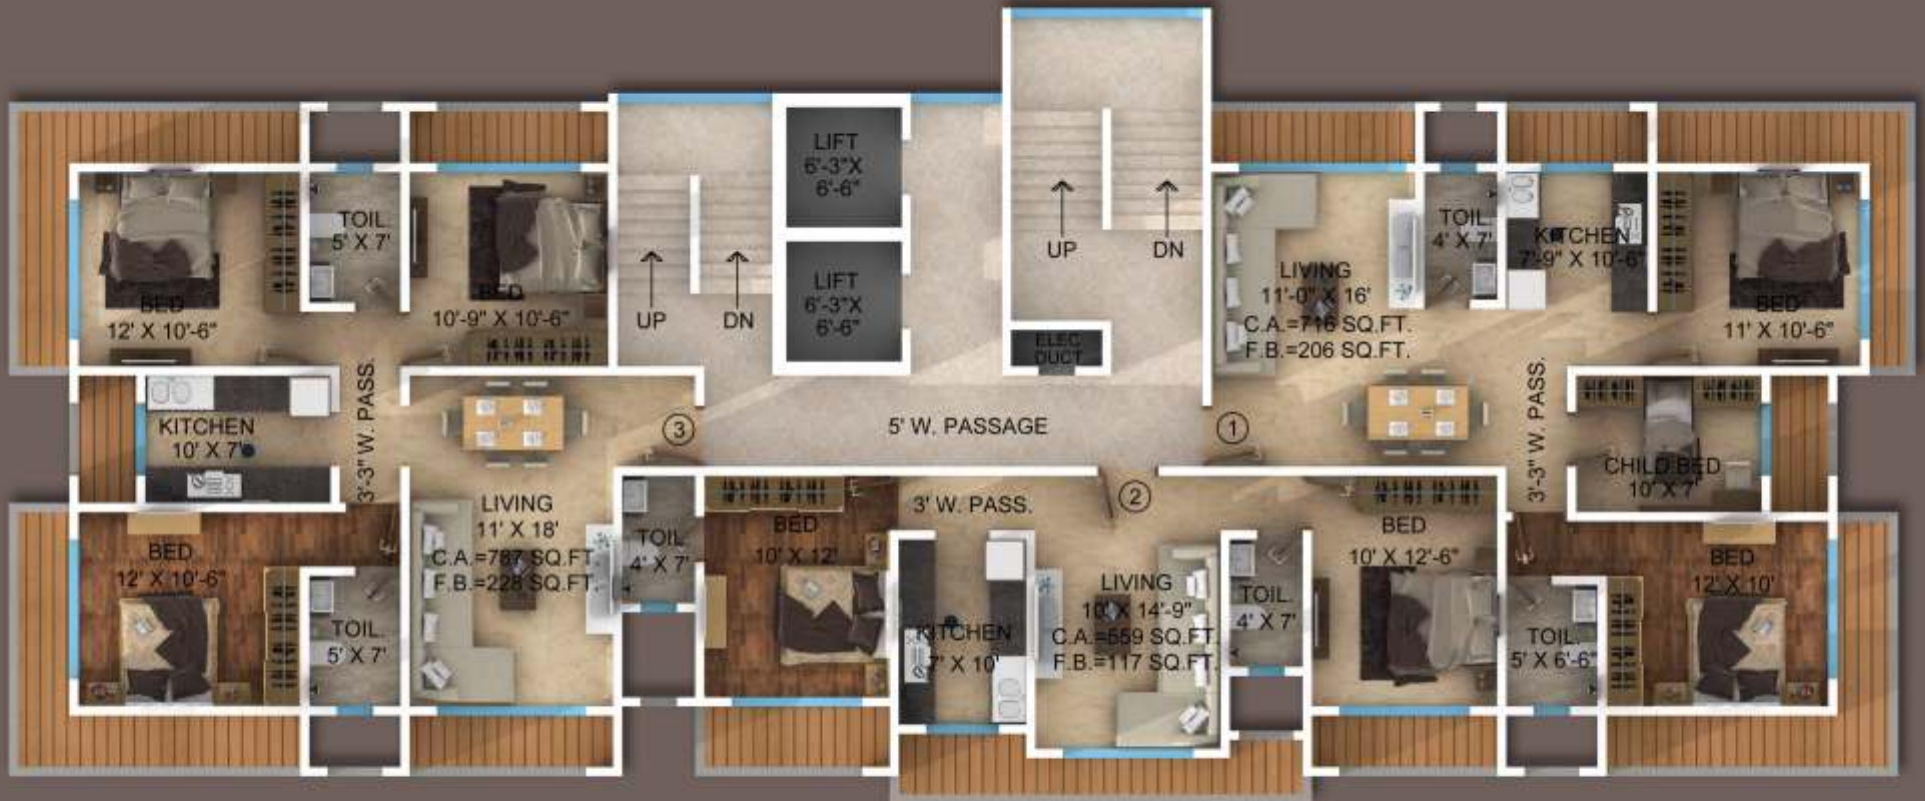 LIFT
6'-3"X
6'-6"
LIFT
6'-3"X
6'-6"
UP
DN
UP
DN
ELEC
DUCT
5' W. PASSAGE
TOIL.
5' X 7'
BED
12' X 10'-6"
BED
10'-9" X 10'-6"
KITCHEN
10' X 7'
3'-3" W. PASS.
3
LIVING
11' X 18'
C.A.=787 SQ.FT.
F.B.=228 SQ.FT.
BED
12' X 10'-6"
TOIL.
5' X 7'
TOIL.
4' X 7'
BED
10' X 12'
3' W. PASS.
2
KITCHEN
7' X 10'
LIVING
10' X 14'-9"
C.A.=559 SQ.FT.
F.B.=117 SQ.FT.
TOIL.
4' X 7'
BED
10' X 12'-6"
1
LIVING
11'-0" X 16'
C.A.=716 SQ.FT.
F.B.=206 SQ.FT.
TOIL.
4' X 7'
KITCHEN
7'-9" X 10'-6"
BED
11' X 10'-6"
3'-3" W. PASS.
CHILD BED
10' X 7'
BED
12' X 10'
TOIL.
5' X 6'-6"